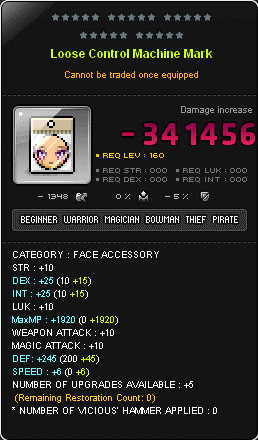 Loose Control Machine Mark
Cannot be traded once equipped
Damage increase
- 341456
REQ LEV : 160
REQ STR : 000 REQ LUK : 000
REQ DEX : 000 REQ INT : 000
- 1348 0 % - 5 %
BEGINNER WARRIOR MAGICIAN BOWMAN THIEF PIRATE
CATEGORY : FACE ACCESSORY
STR : +10
DEX : +25 (10 +15)
INT : +25 (10 +15)
LUK : +10
MaxMP : +1920 (0 +1920)
WEAPON ATTACK : +10
MAGIC ATTACK : +10
DEF: +245 (200 +45)
SPEED : +6 (0 +6)
NUMBER OF UPGRADES AVAILABLE : +5
(Remaining Restoration Count: 0)
* NUMBER OF VICIOUS' HAMMER APPLIED : 0